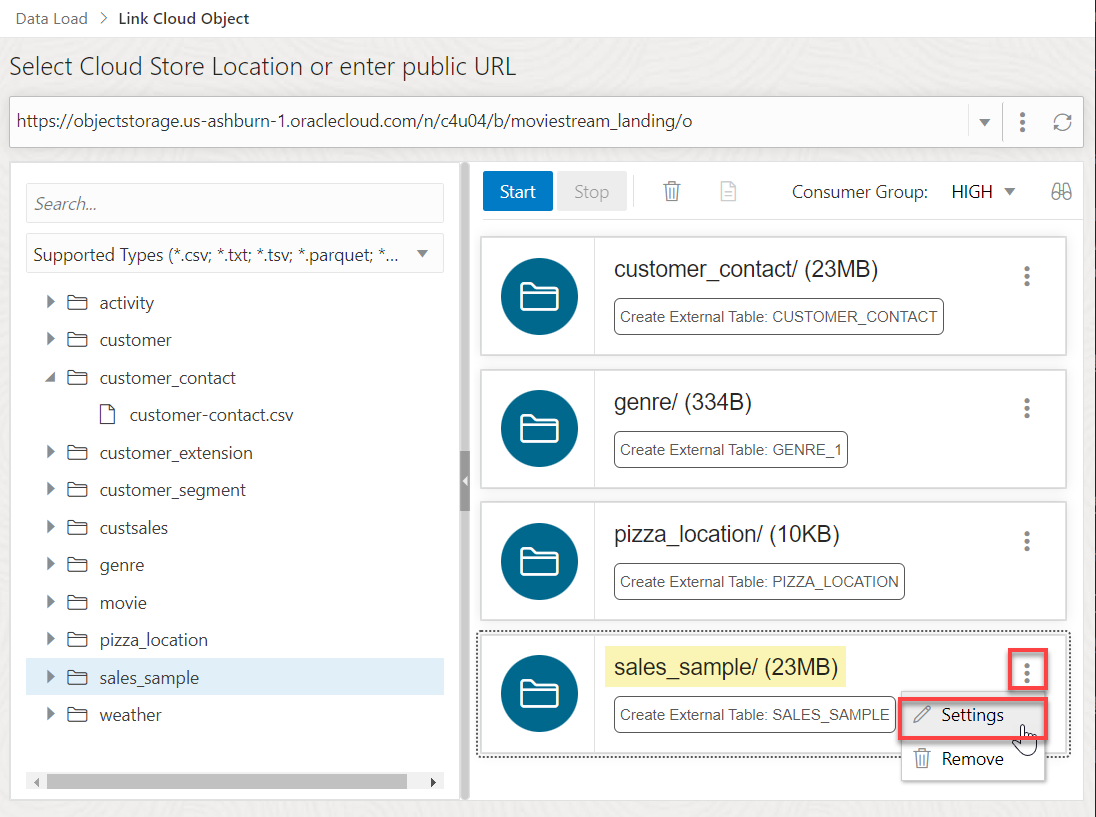 Data Load > Link Cloud Object
Select Cloud Store Location or enter public URL
https://objectstorage.us-ashburn-1.oraclecloud.com/n/c4u04/b/moviestream_landing/o
Search...
Supported Types (*.csv; *.txt; *.tsv; *.parquet; *...
activity
customer
customer_contact
customer-contact.csv
customer_extension
customer_segment
custsales
genre
movie
pizza_location
sales_sample
weather
Start Stop Consumer Group: HIGH
customer_contact/ (23MB)
Create External Table: CUSTOMER_CONTACT
genre/ (334B)
Create External Table: GENRE_1
pizza_location/ (10KB)
Create External Table: PIZZA_LOCATION
sales_sample/ (23MB)
Create External Table: SALES_SAMPLE
Settings
Remove